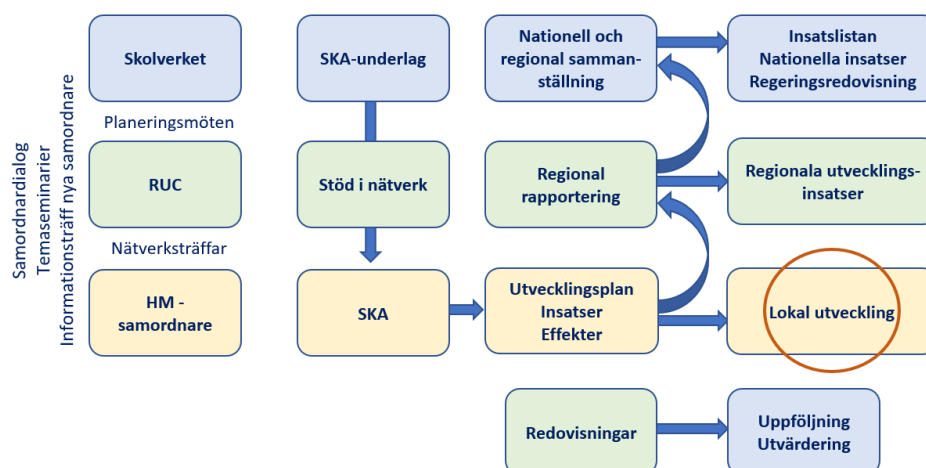 Samordnardialog
Temaseminarier
Informationsträff nya samordnare
Skolverket
Planeringsmöten
RUC
Nätverksträffar
HM -
samordnare
SKA-underlag
Stöd i nätverk
SKA
Nationell och
regional samman-
ställning
Regional
rapportering
Utvecklingsplan
Insatser
Effekter
Redovisningar
Insatslistan
Nationella insatser
Regeringsredovisning
Regionala utvecklings-
insatser
Lokal utveckling
Uppföljning
Utvärdering